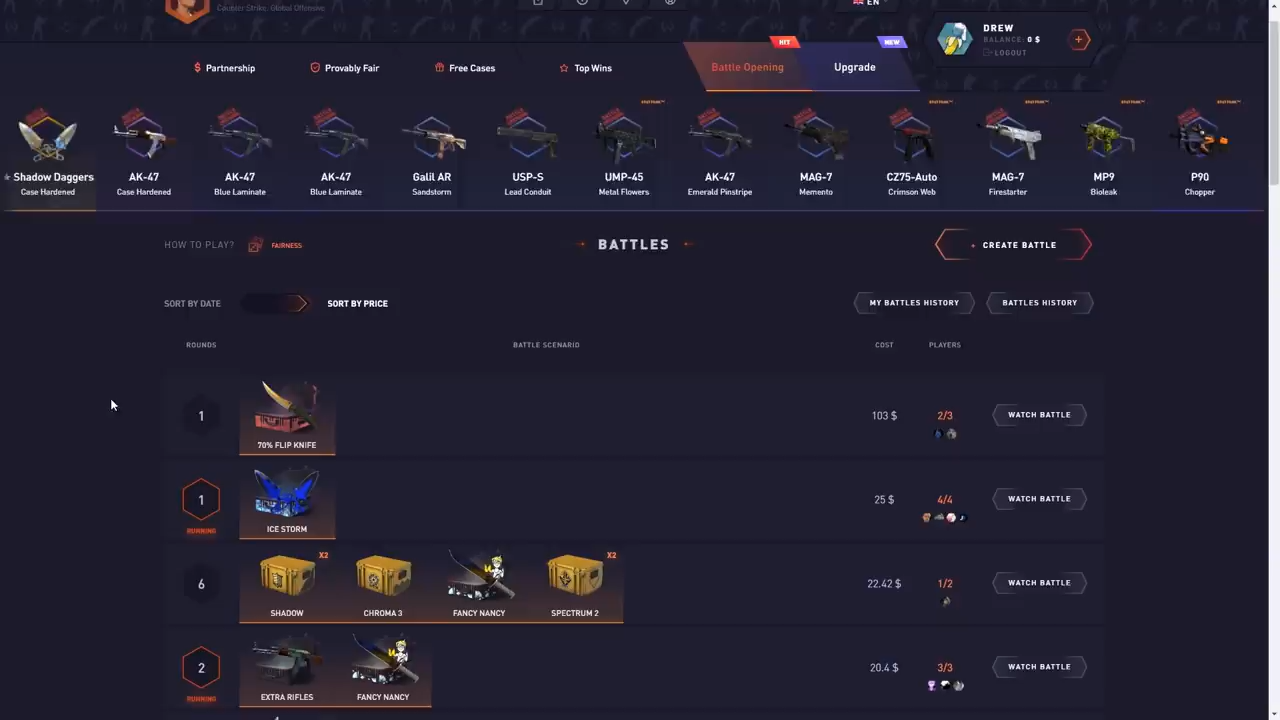 Counter Strike: Global Offensive
EN
DREW
BALANCE: 0 $
LOGOUT
HIT
NEW
Partnership
Provably Fair
Free Cases
Top Wins
Battle Opening
Upgrade
Shadow Daggers
Case Hardened
AK-47
Case Hardened
AK-47
Blue Laminate
AK-47
Blue Laminate
Galil AR
Sandstorm
USP-S
Lead Conduit
UMP-45
Metal Flowers
AK-47
Emerald Pinstripe
MAG-7
Memento
CZ75-Auto
Crimson Web
MAG-7
Firestarter
MP9
Bioleak
P90
Chopper
HOW TO PLAY?
FAIRNESS
BATTLES
CREATE BATTLE
SORT BY DATE
SORT BY PRICE
MY BATTLES HISTORY
BATTLES HISTORY
ROUNDS
BATTLE SCENARIO
COST
PLAYERS
1
70% FLIP KNIFE
103 $
2/3
WATCH BATTLE
1
RUNNING
ICE STORM
25 $
4/4
WATCH BATTLE
6
X2
SHADOW
CHROMA 3
FANCY NANCY
X2
SPECTRUM 2
22.42 $
1/2
WATCH BATTLE
2
RUNNING
EXTRA RIFLES
FANCY NANCY
20.4 $
3/3
WATCH BATTLE